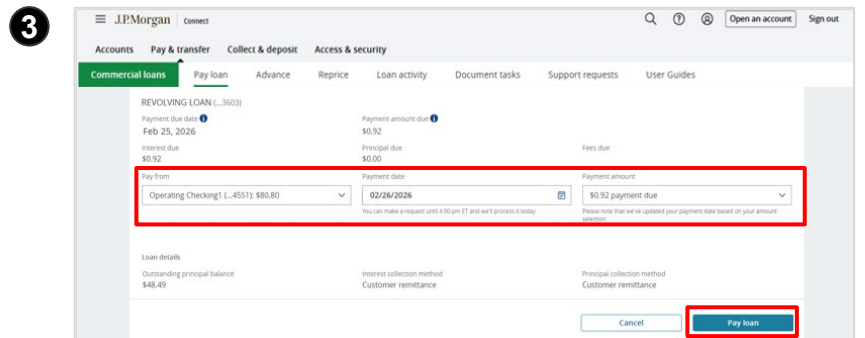 3
J.P.Morgan Connect
Open an account Sign out
Accounts Pay & transfer Collect & deposit Access & security
Commercial loans Pay loan Advance Reprice Loan activity Document tasks Support requests User Guides
REVOLVING LOAN (...3603)
Payment due date Payment amount due
Feb 25, 2026 $0.92
Interest due Principal due Fees due
$0.92 $0.00
Pay from Payment date Payment amount
Operating Checking1 (...4551): $80.80 02/26/2026 $0.92 payment due
You can make a request until 4:00 pm ET and we'll process it today. Please note that we've updated your payment date based on your amount
selection.
Loan details
Outstanding principal balance Interest collection method Principal collection method
$48.49 Customer remittance Customer remittance
Cancel Pay loan